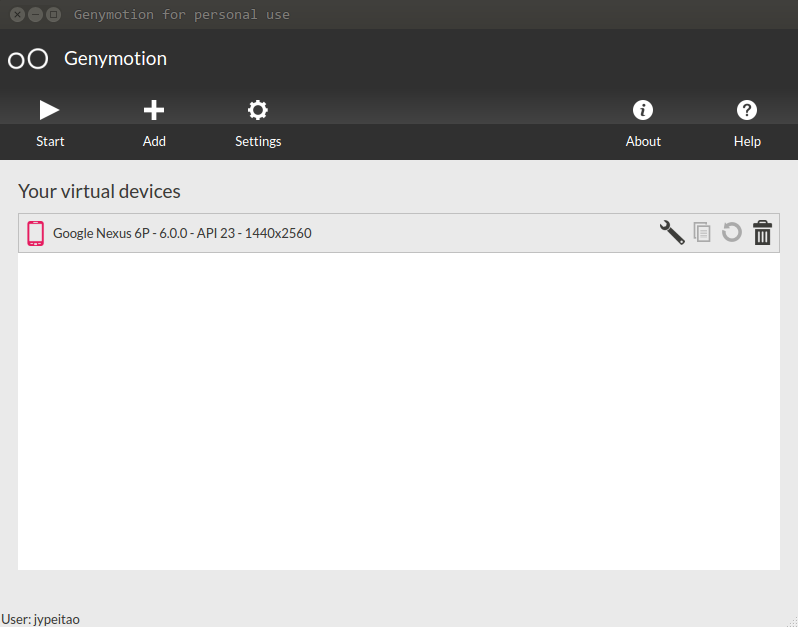 Genymotion for personal use
Genymotion
Start Add Settings About Help
Your virtual devices
Google Nexus 6P - 6.0.0 - API 23 - 1440x2560
User: jypeitao